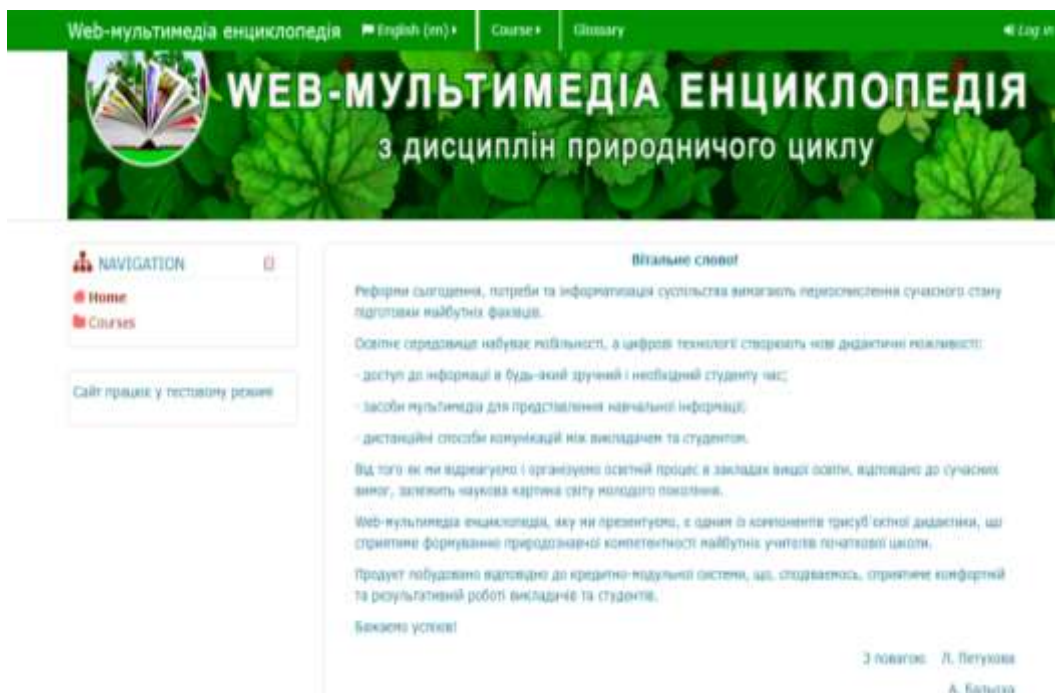 Web-мультимедіа енциклопедія English (en) Course Glossary Log in
WEB-МУЛЬТИМЕДІА ЕНЦИКЛОПЕДІЯ
з дисциплін природничого циклу
NAVIGATION
Home
Courses
Сайт працює у тестовому режимі
Вітальне слово!
Реформи сьогодення, потреби та інформатизація суспільства вимагають переосмислення сучасного стану
підготовки майбутніх фахівців.
Освітнє середовище набуває мобільності, а цифрові технології створюють нові дидактичні можливості:
- доступ до інформації в будь-який зручний і необхідний студенту час;
- засоби мультимедіа для представлення навчальної інформації;
- дистанційні способи комунікацій між викладачем та студентом.
Від того як ми відреагуємо і організуємо освітній процес в закладах вищої освіти, відповідно до сучасних
вимог, залежить наукова картина світу молодого покоління.
Web-мультимедіа енциклопедія, яку ми презентуємо, є одним із компонентів трисуб'єктної дидактики, що
сприятиме формуванню природознавчої компетентності майбутніх учителів початкової школи.
Продукт побудовано відповідно до кредитно-модульної системи, що, сподіваємось, сприятиме комфортній
та результативній роботі викладачів та студентів.
Бажаємо успіхів!
З повагою Л. Петухова
А.